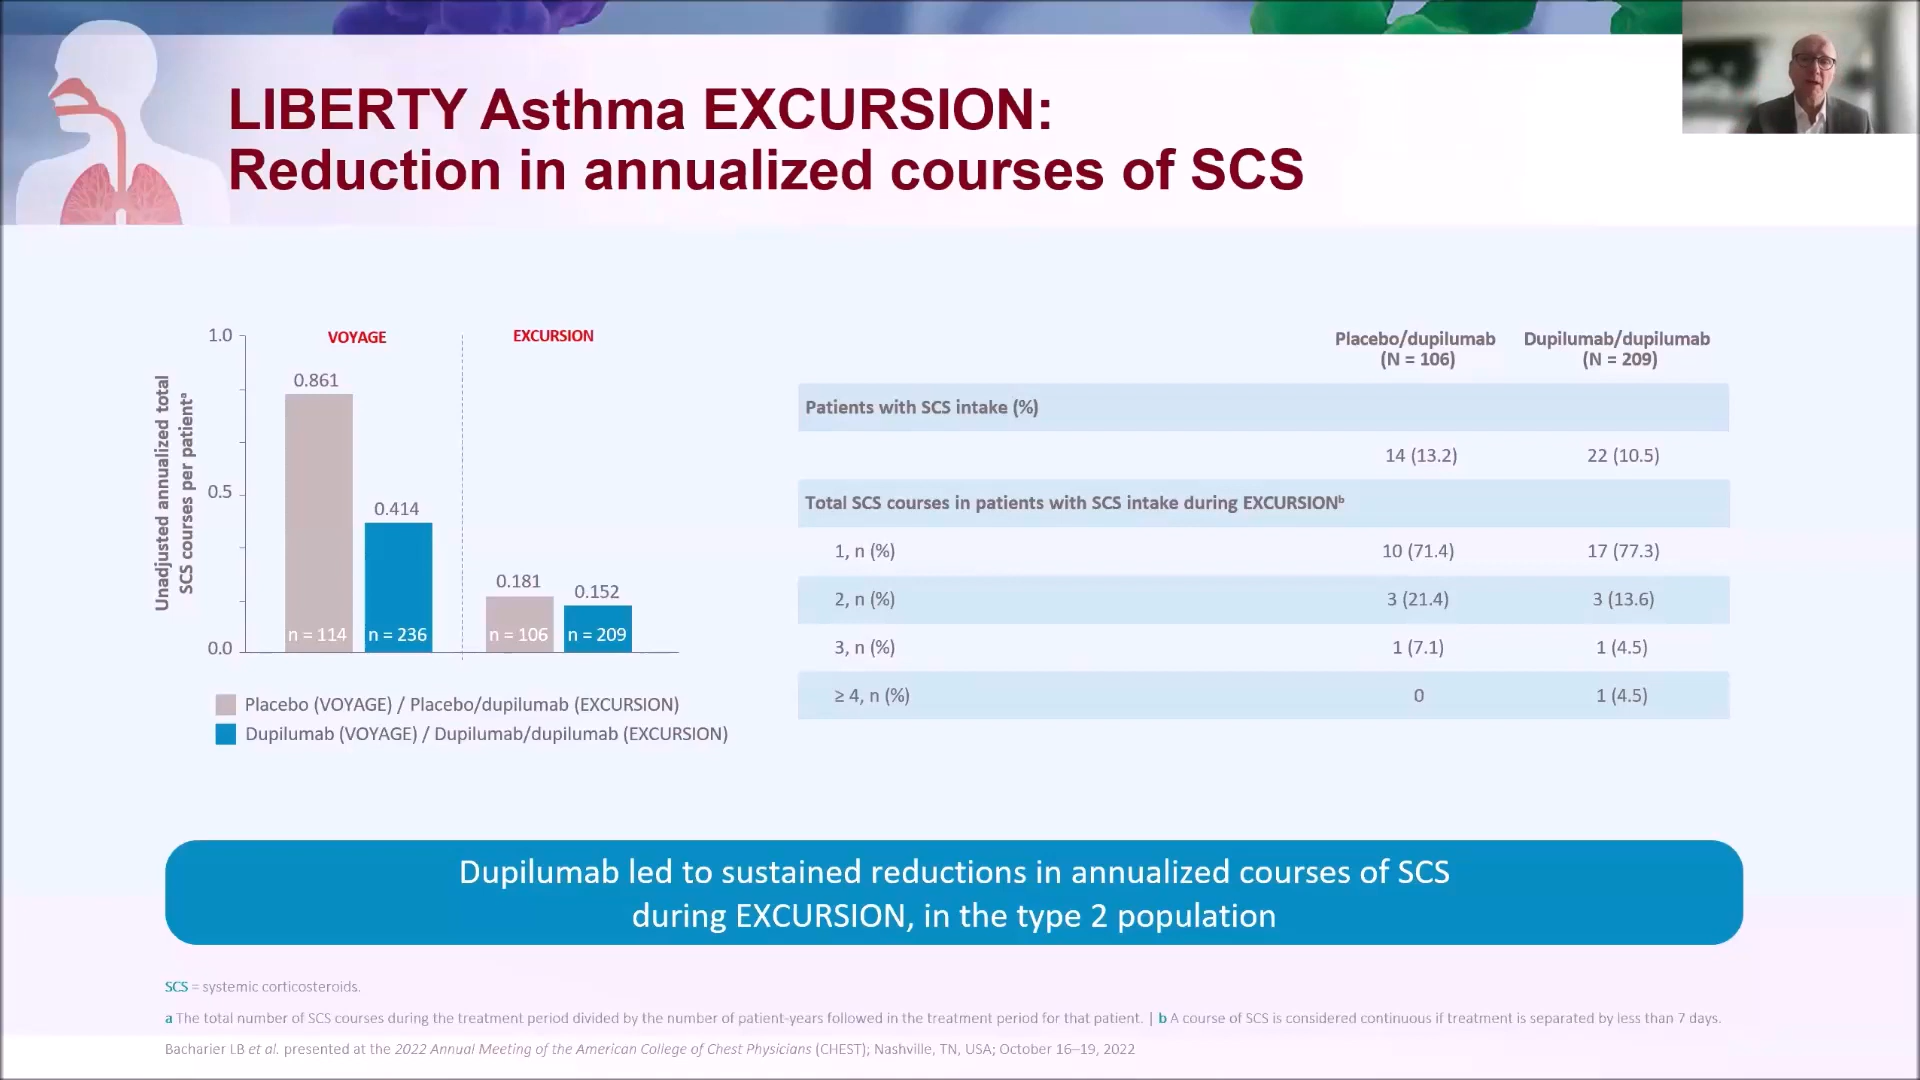 LIBERTY Asthma EXCURSION:
Reduction in annualized courses of SCS
Unadjusted annualized total
SCS courses per patientᵃ
1.0
0.5
0.0
VOYAGE
EXCURSION
0.861
0.414
0.181
0.152
n = 114
n = 236
n = 106
n = 209
Placebo (VOYAGE) / Placebo/dupilumab (EXCURSION)
Dupilumab (VOYAGE) / Dupilumab/dupilumab (EXCURSION)
Placebo/dupilumab Dupilumab/dupilumab
(N = 106) (N = 209)
Patients with SCS intake (%)
14 (13.2) 22 (10.5)
Total SCS courses in patients with SCS intake during EXCURSIONᵇ
1, n (%) 10 (71.4) 17 (77.3)
2, n (%) 3 (21.4) 3 (13.6)
3, n (%) 1 (7.1) 1 (4.5)
≥ 4, n (%) 0 1 (4.5)
Dupilumab led to sustained reductions in annualized courses of SCS
during EXCURSION, in the type 2 population
SCS = systemic corticosteroids.
a The total number of SCS courses during the treatment period divided by the number of patient-years followed in the treatment period for that patient. | b A course of SCS is considered continuous if treatment is separated by less than 7 days.
Bacharier LB et al. presented at the 2022 Annual Meeting of the American College of Chest Physicians (CHEST); Nashville, TN, USA; October 16–19, 2022